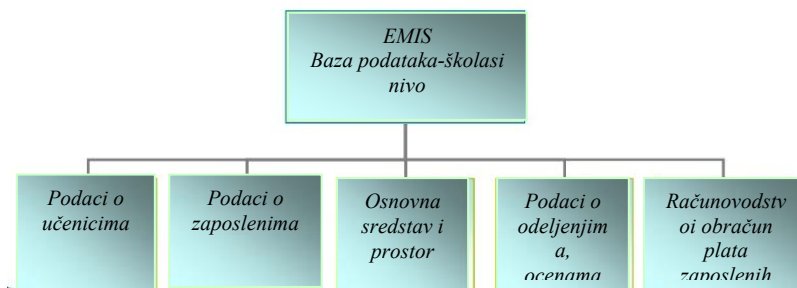 EMIS
Baza podataka-školasi
nivo
Podaci o
učenicima
Podaci o
zaposlenima
Osnovna
sredstav i
prostor
Podaci o
odeljenjim
a,
ocenama
Računovodstv
oi obračun
plata
zaposlenih